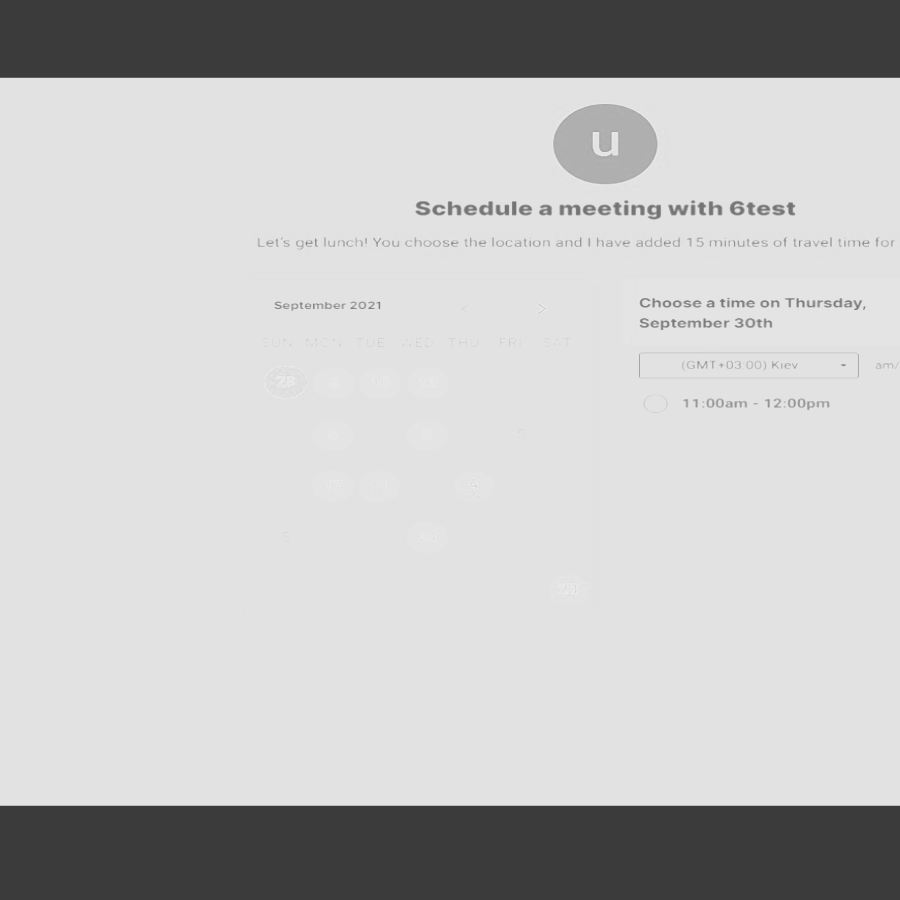 u
Schedule a meeting with 6test
Let's get lunch! You choose the location and I have added 15 minutes of travel time for
September 2021
< >
SUN MON TUE WED THU FRI SAT
Choose a time on Thursday,
September 30th
(GMT+03:00) Kiev
am/
11:00am - 12:00pm